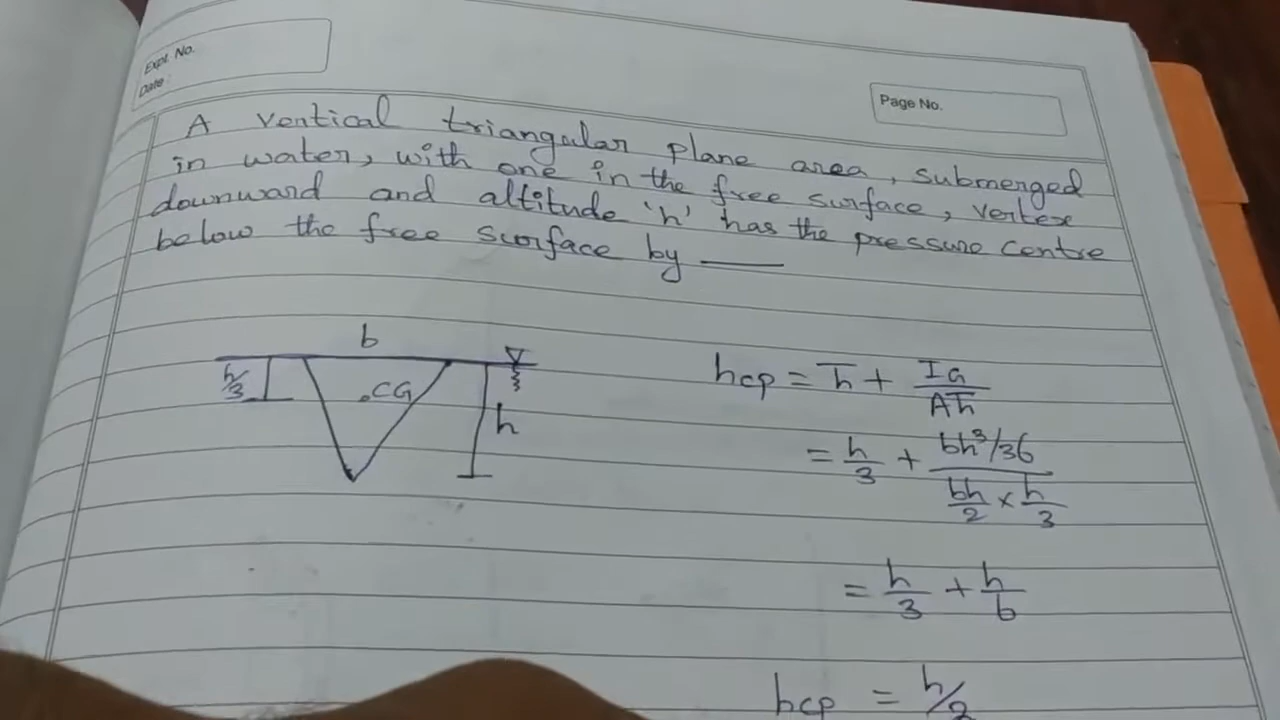 Expt. No.
Date :
Page No.
A vertical triangular plane area, submerged
in water, with one in the free surface, vertex
downward and altitude 'h' has the pressure centre
below the free surface by ____
b
h/3
.CG
h
hcp = h̅ + IG/Ah̅
= h/3 + (bh³/36)/(bh/2 × h/3)
= h/3 + h/6
hcp = h/2